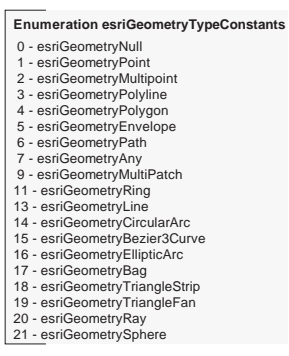 Enumeration esriGeometryTypeConstants
0 - esriGeometryNull
1 - esriGeometryPoint
2 - esriGeometryMultipoint
3 - esriGeometryPolyline
4 - esriGeometryPolygon
5 - esriGeometryEnvelope
6 - esriGeometryPath
7 - esriGeometryAny
9 - esriGeometryMultiPatch
11 - esriGeometryRing
13 - esriGeometryLine
14 - esriGeometryCircularArc
15 - esriGeometryBezier3Curve
16 - esriGeometryEllipticArc
17 - esriGeometryBag
18 - esriGeometryTriangleStrip
19 - esriGeometryTriangleFan
20 - esriGeometryRay
21 - esriGeometrySphere